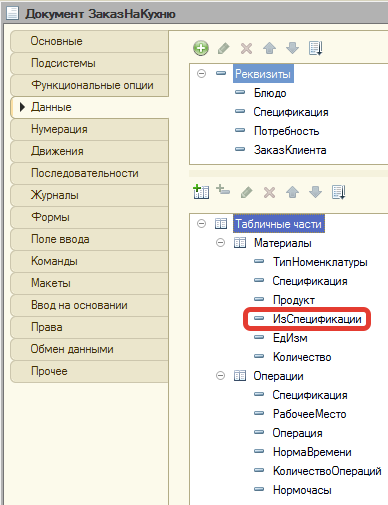 Документ ЗаказНаКухню
Основные
Подсистемы
Функциональные опции
Данные
Нумерация
Движения
Последовательности
Журналы
Формы
Поле ввода
Команды
Макеты
Ввод на основании
Права
Обмен данными
Прочее
Реквизиты
Блюдо
Спецификация
Потребность
ЗаказКлиента
Табличные части
Материалы
ТипНоменклатуры
Спецификация
Продукт
ИзСпецификации
ЕдИзм
Количество
Операции
Спецификация
РабочееМесто
Операция
НормаВремени
КоличествоОпераций
Нормочасы